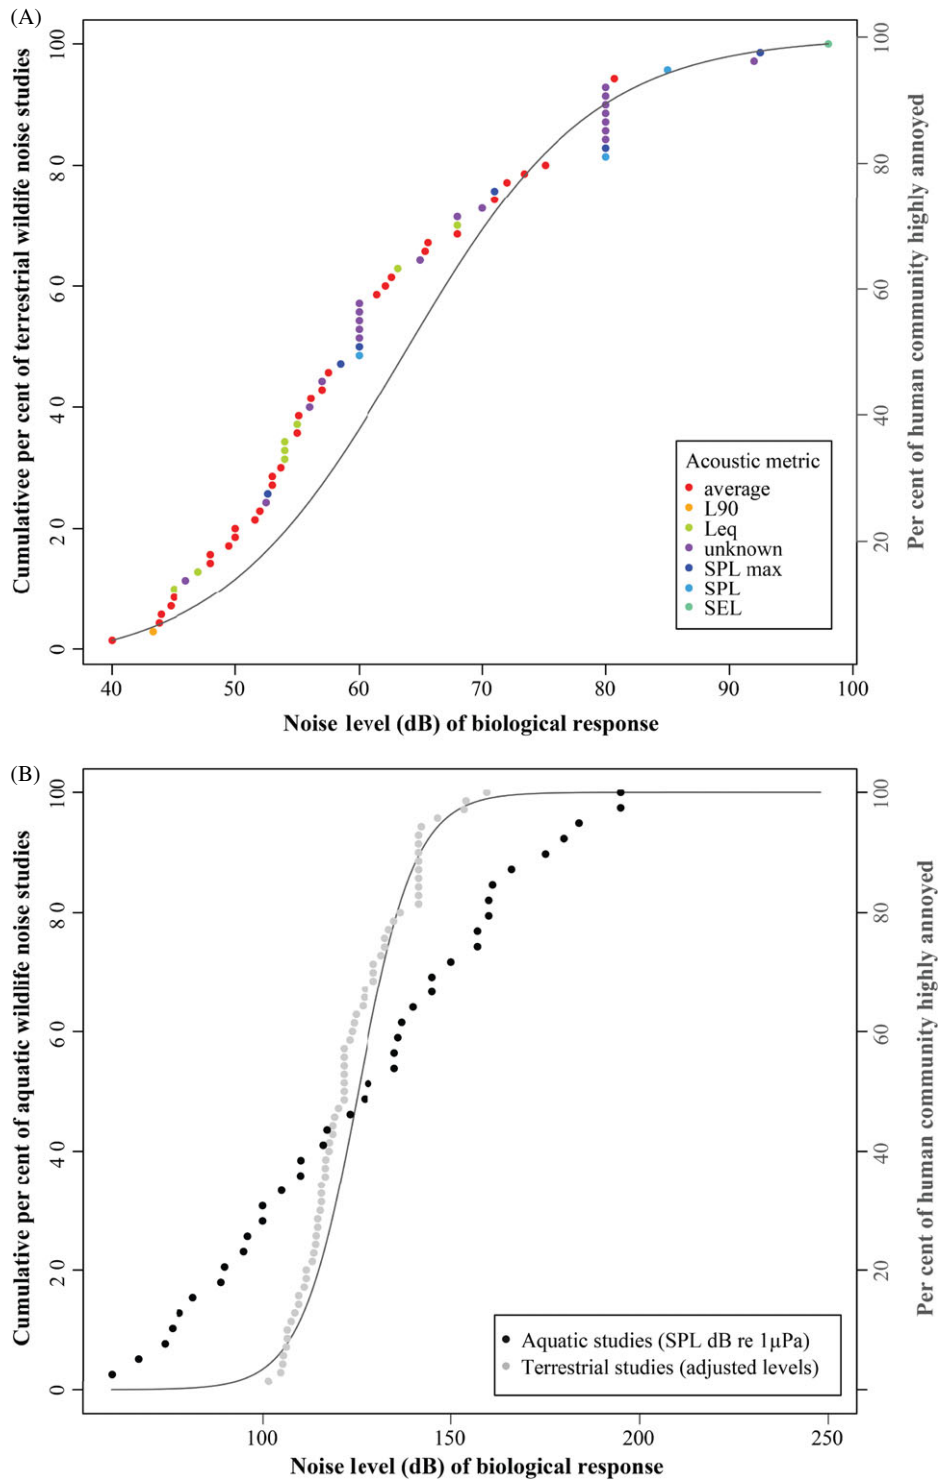 (A)
Cumulativee per cent of terrestrial wildlife noise studies
100
80
60
40
20
0
100
80
60
40
20
Per cent of human community highly annoyed
Acoustic metric
average
L90
Leq
unknown
SPL max
SPL
SEL
40 50 60 70 80 90 100
Noise level (dB) of biological response
(B)
Cumulative per cent of aquatic wildlife noise studies
100
80
60
40
20
0
100
80
60
40
20
Per cent of human community highly annoyed
Aquatic studies (SPL dB re 1μPa)
Terrestrial studies (adjusted levels)
100 150 200 250
Noise level (dB) of biological response